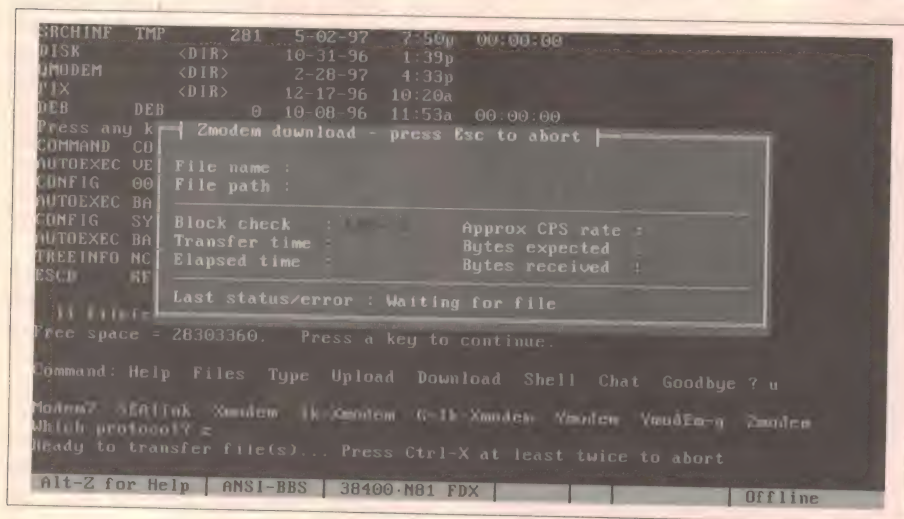 SRCHINF TMP 281 5-02-97 7:50p 00:00:00
DISK <DIR> 10-31-96 1:39p
QMODEM <DIR> 2-28-97 4:33p
<DIR> 12-17-96 10:20a
DEB DEB 0 10-08-96 11:53a 00:00:00
Press any k
Zmodem download - press Esc to abort
COMMAND CO
AUTOEXEC VE
File name :
CONFIG 00
File path :
AUTOEXEC BA
CONFIG SY
Block check :
Approx CPS rate :
AUTOEXEC BA
Transfer time :
Bytes expected :
TREEINFO NC
Elapsed time :
Bytes received :
ESCD RF
Last status/error : Waiting for file
Free space = 28303360. Press a key to continue.
Command: Help Files Type Upload Download Shell Chat Goodbye ? u
Modem7 SEAlink Xmodem 1k-Xmodem G-1k-Xmodem Ymodem YmodEm-g Zmodem
Which protocol? z
Ready to transfer file(s)... Press Ctrl-X at least twice to abort
Alt-Z for Help | ANSI-BBS | 38400-N81 FDX | Offline